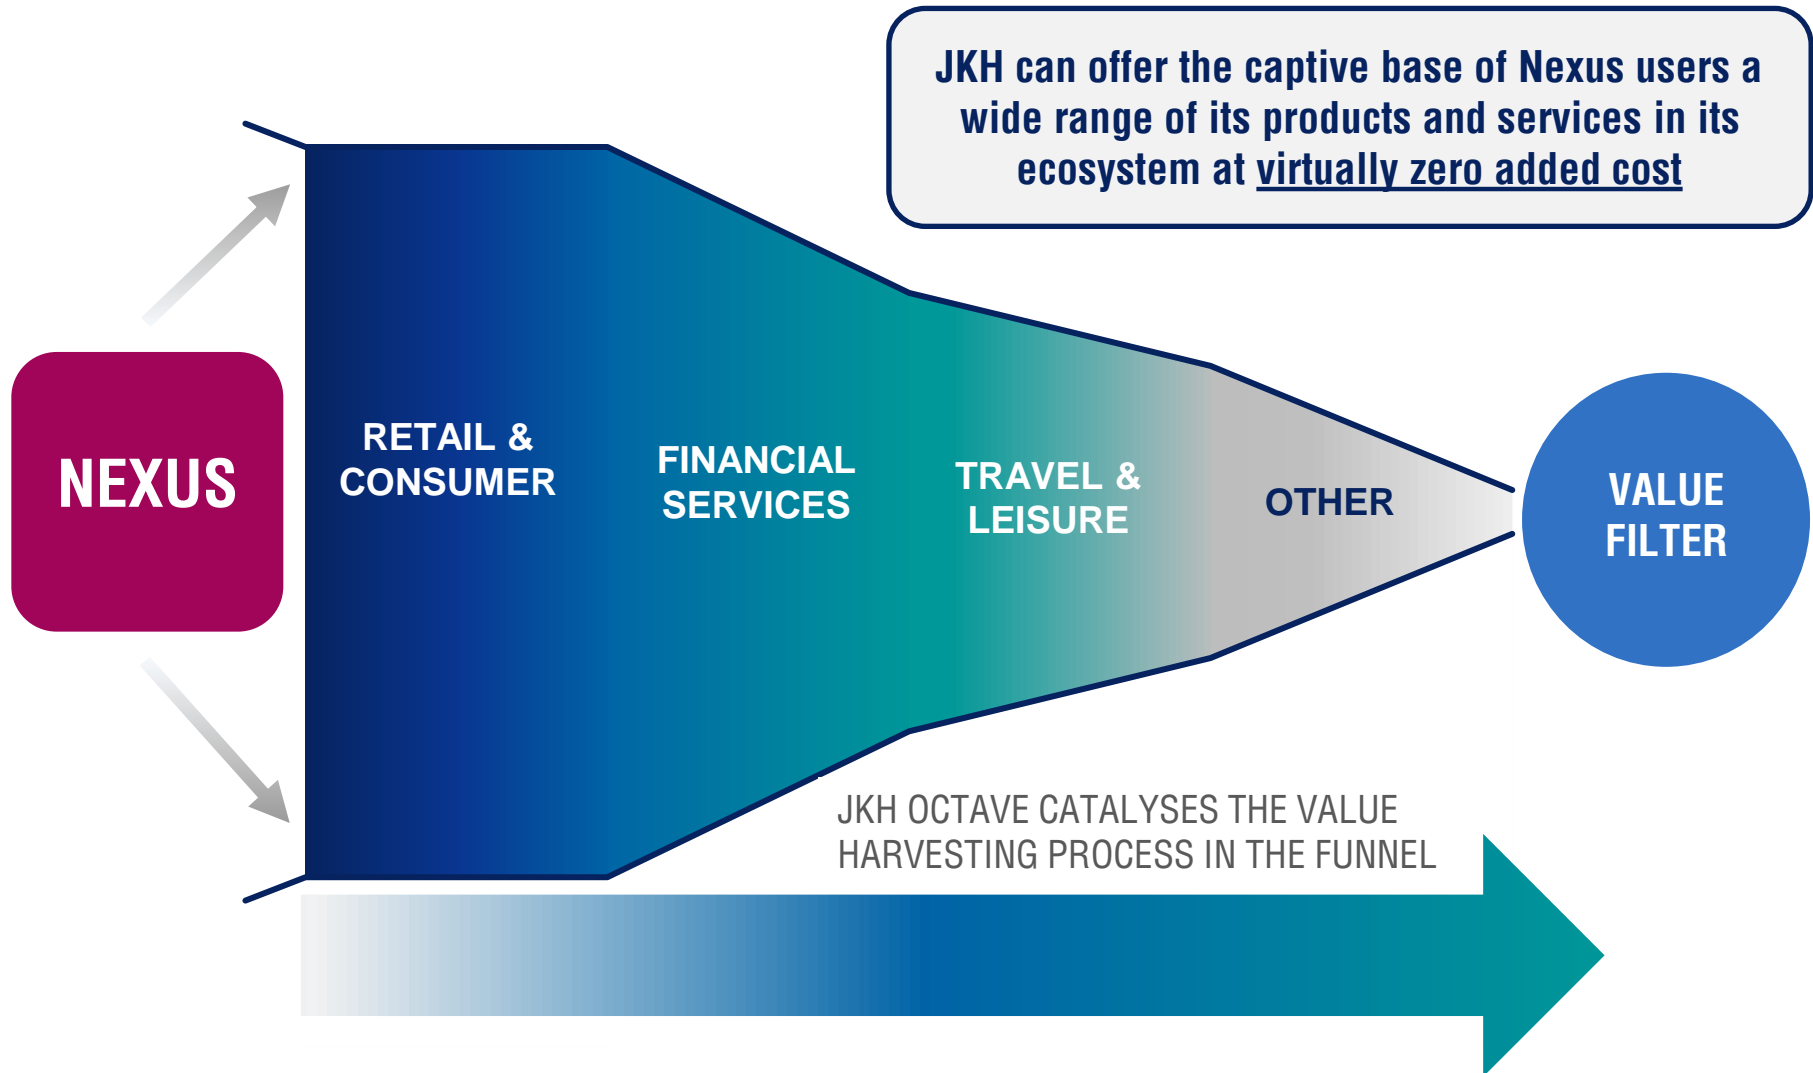 JKH can offer the captive base of Nexus users a
wide range of its products and services in its
ecosystem at virtually zero added cost
NEXUS
RETAIL &
CONSUMER
FINANCIAL
SERVICES
TRAVEL &
LEISURE
OTHER
VALUE
FILTER
JKH OCTAVE CATALYSES THE VALUE
HARVESTING PROCESS IN THE FUNNEL